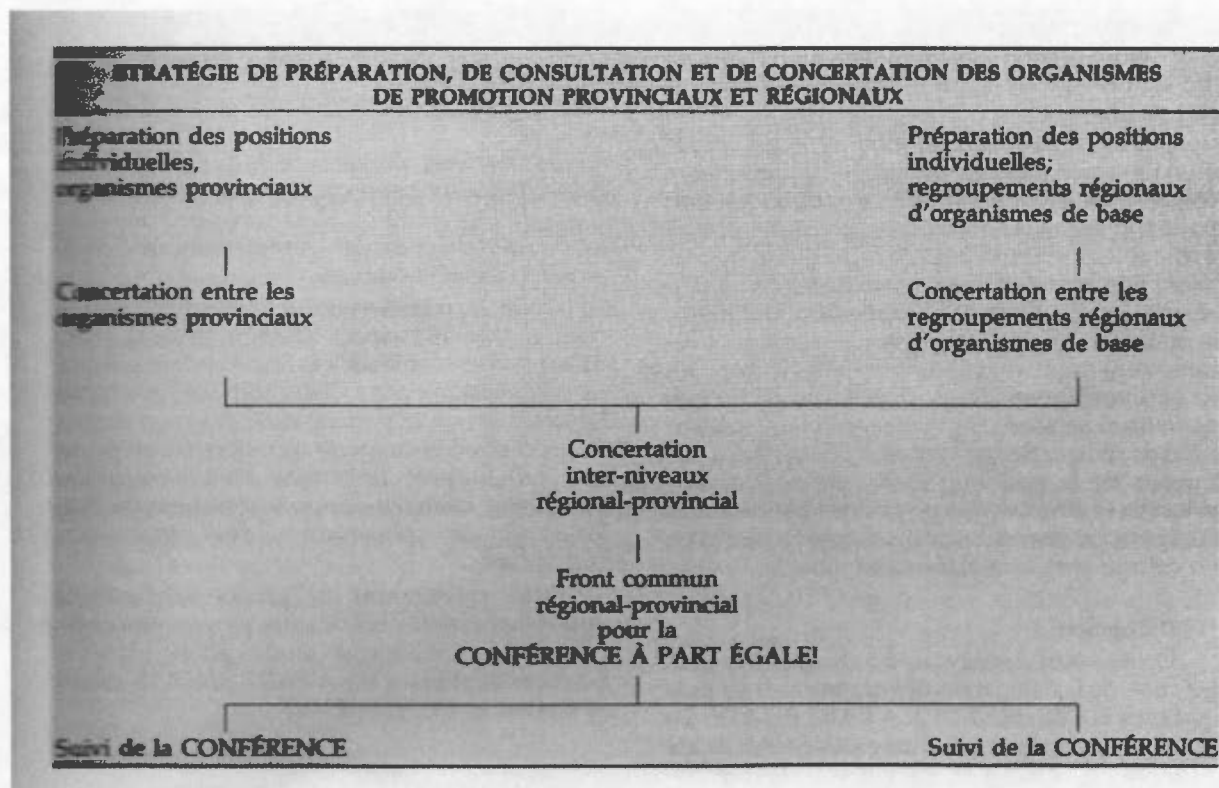 STRATÉGIE DE PRÉPARATION, DE CONSULTATION ET DE CONCERTATION DES ORGANISMES
DE PROMOTION PROVINCIAUX ET RÉGIONAUX
Préparation des positions
individuelles,
organismes provinciaux
Préparation des positions
individuelles;
regroupements régionaux
d'organismes de base
Concertation entre les
organismes provinciaux
Concertation entre les
regroupements régionaux
d'organismes de base
Concertation
inter-niveaux
régional-provincial
Front commun
régional-provincial
pour la
CONFÉRENCE À PART ÉGALE!
Suivi de la CONFÉRENCE
Suivi de la CONFÉRENCE